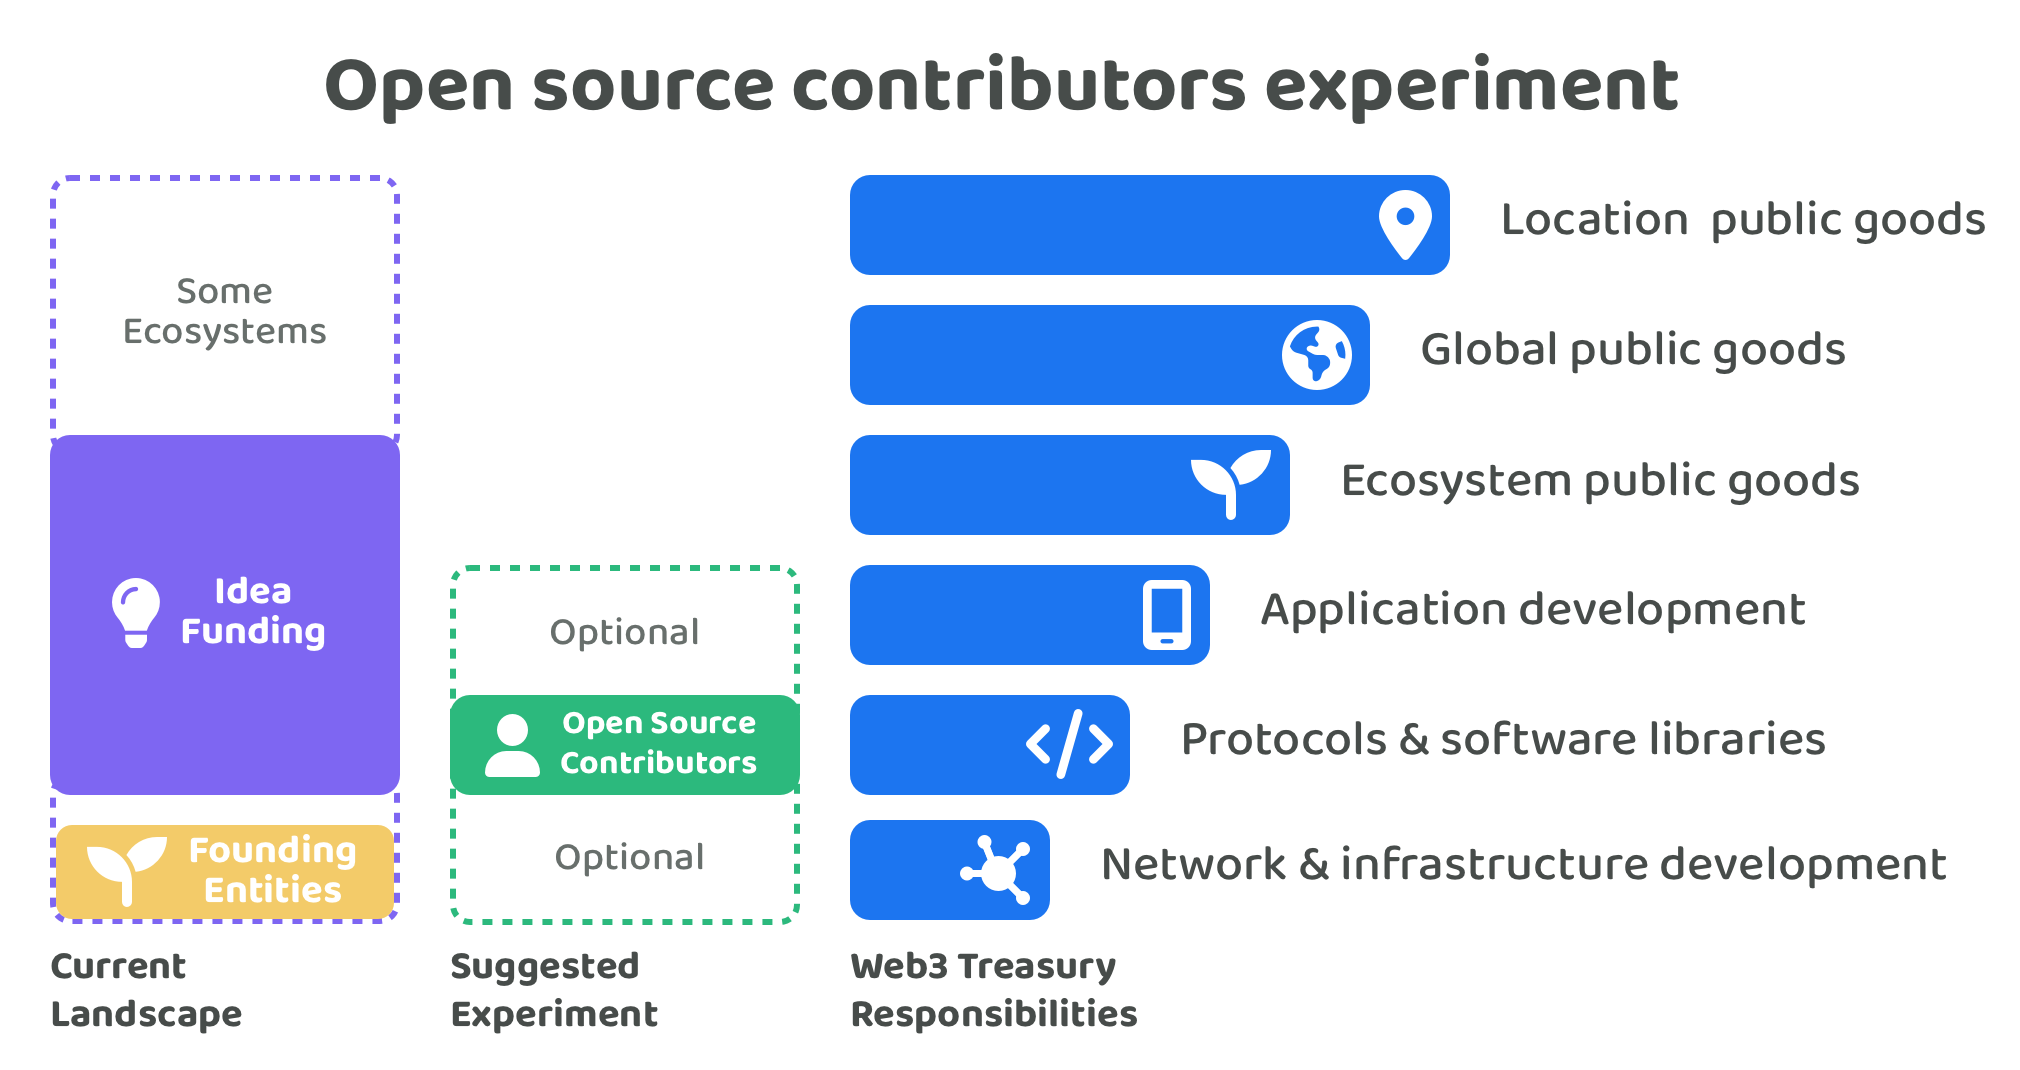 Open source contributors experiment
Some
Ecosystems
Idea
Funding
Founding
Entities
Current
Landscape
Optional
Open Source
Contributors
Optional
Suggested
Experiment
Location public goods
Global public goods
Ecosystem public goods
Application development
Protocols & software libraries
Network & infrastructure development
Web3 Treasury
Responsibilities